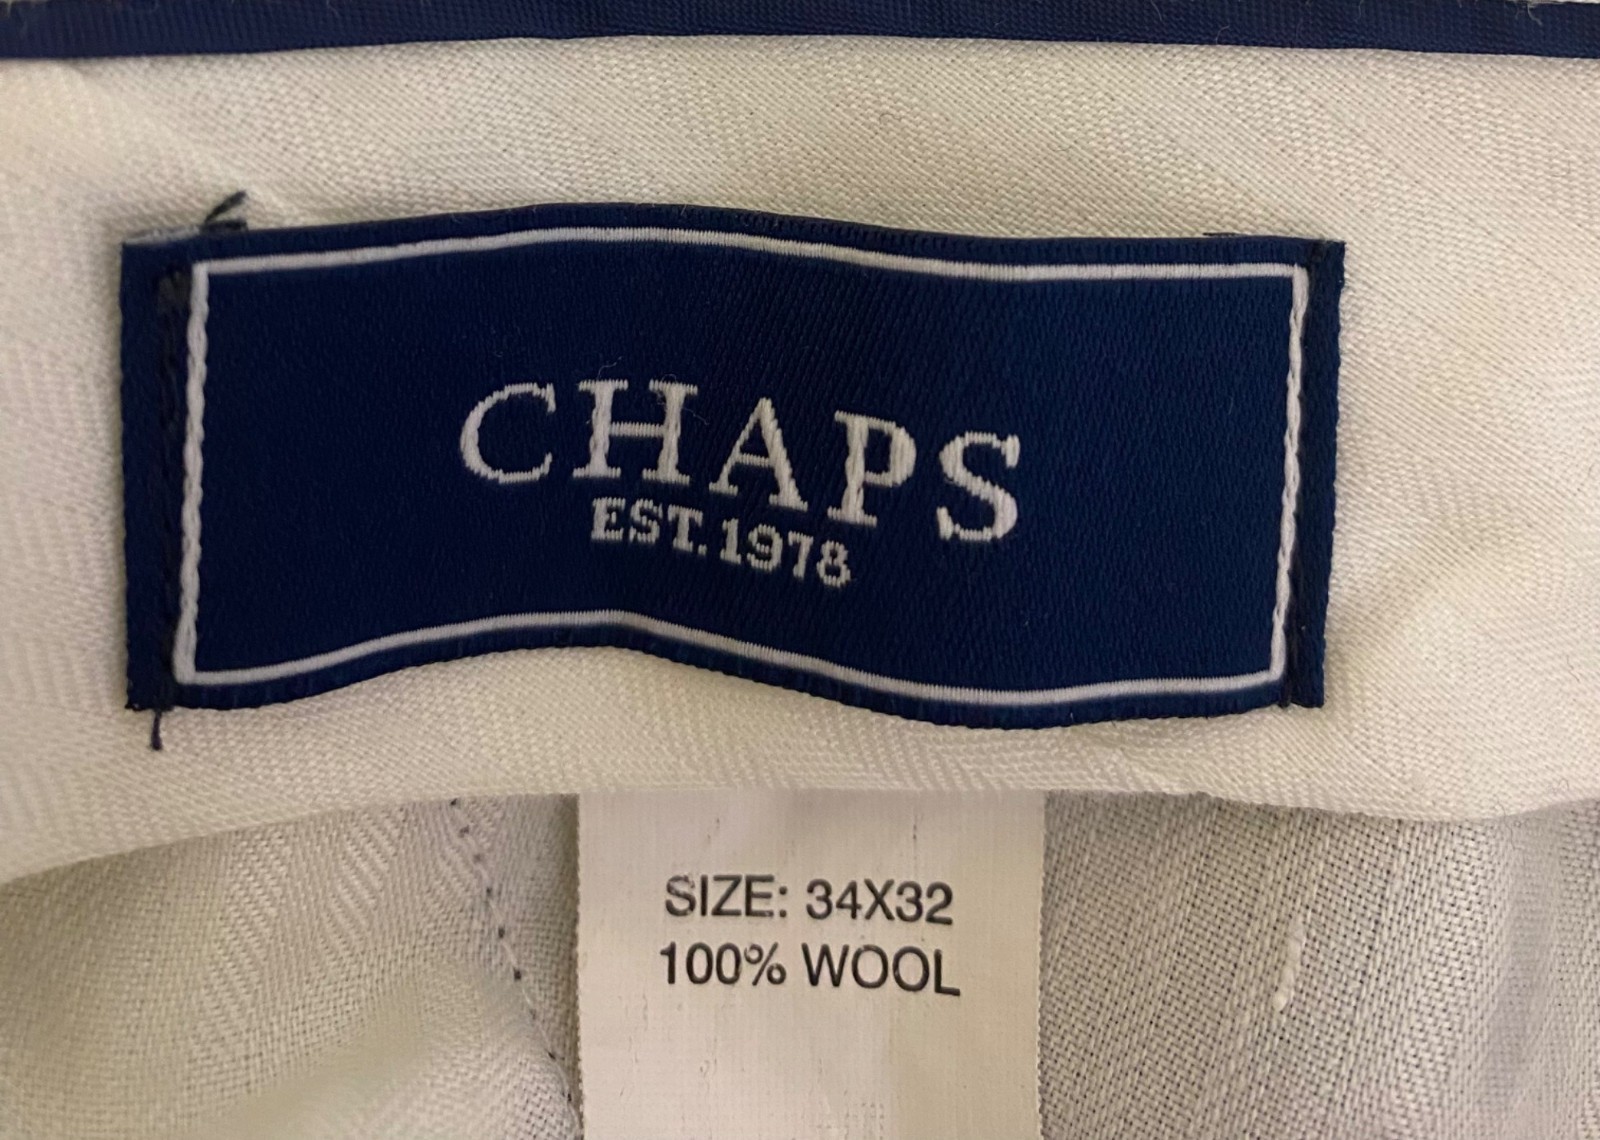 CHAPS
EST.1978
SIZE: 34X32
100% WOOL